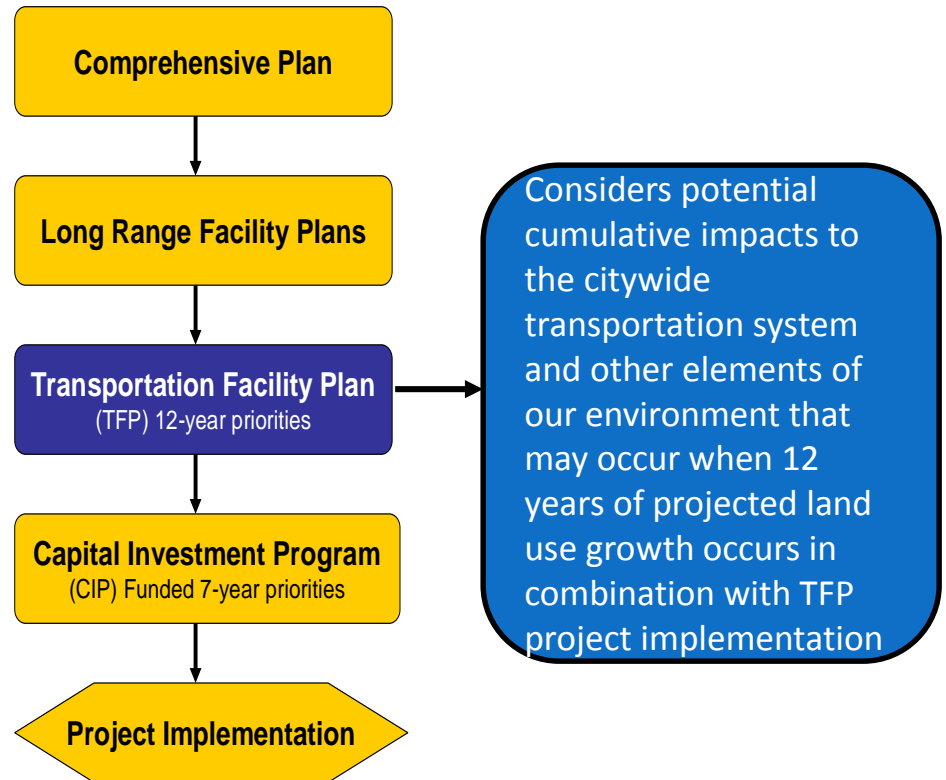 Comprehensive Plan
Long Range Facility Plans
Transportation Facility Plan
(TFP) 12-year priorities
Capital Investment Program
(CIP) Funded 7-year priorities
Project Implementation
Considers potential
cumulative impacts to
the citywide
transportation system
and other elements of
our environment that
may occur when 12
years of projected land
use growth occurs in
combination with TFP
project implementation